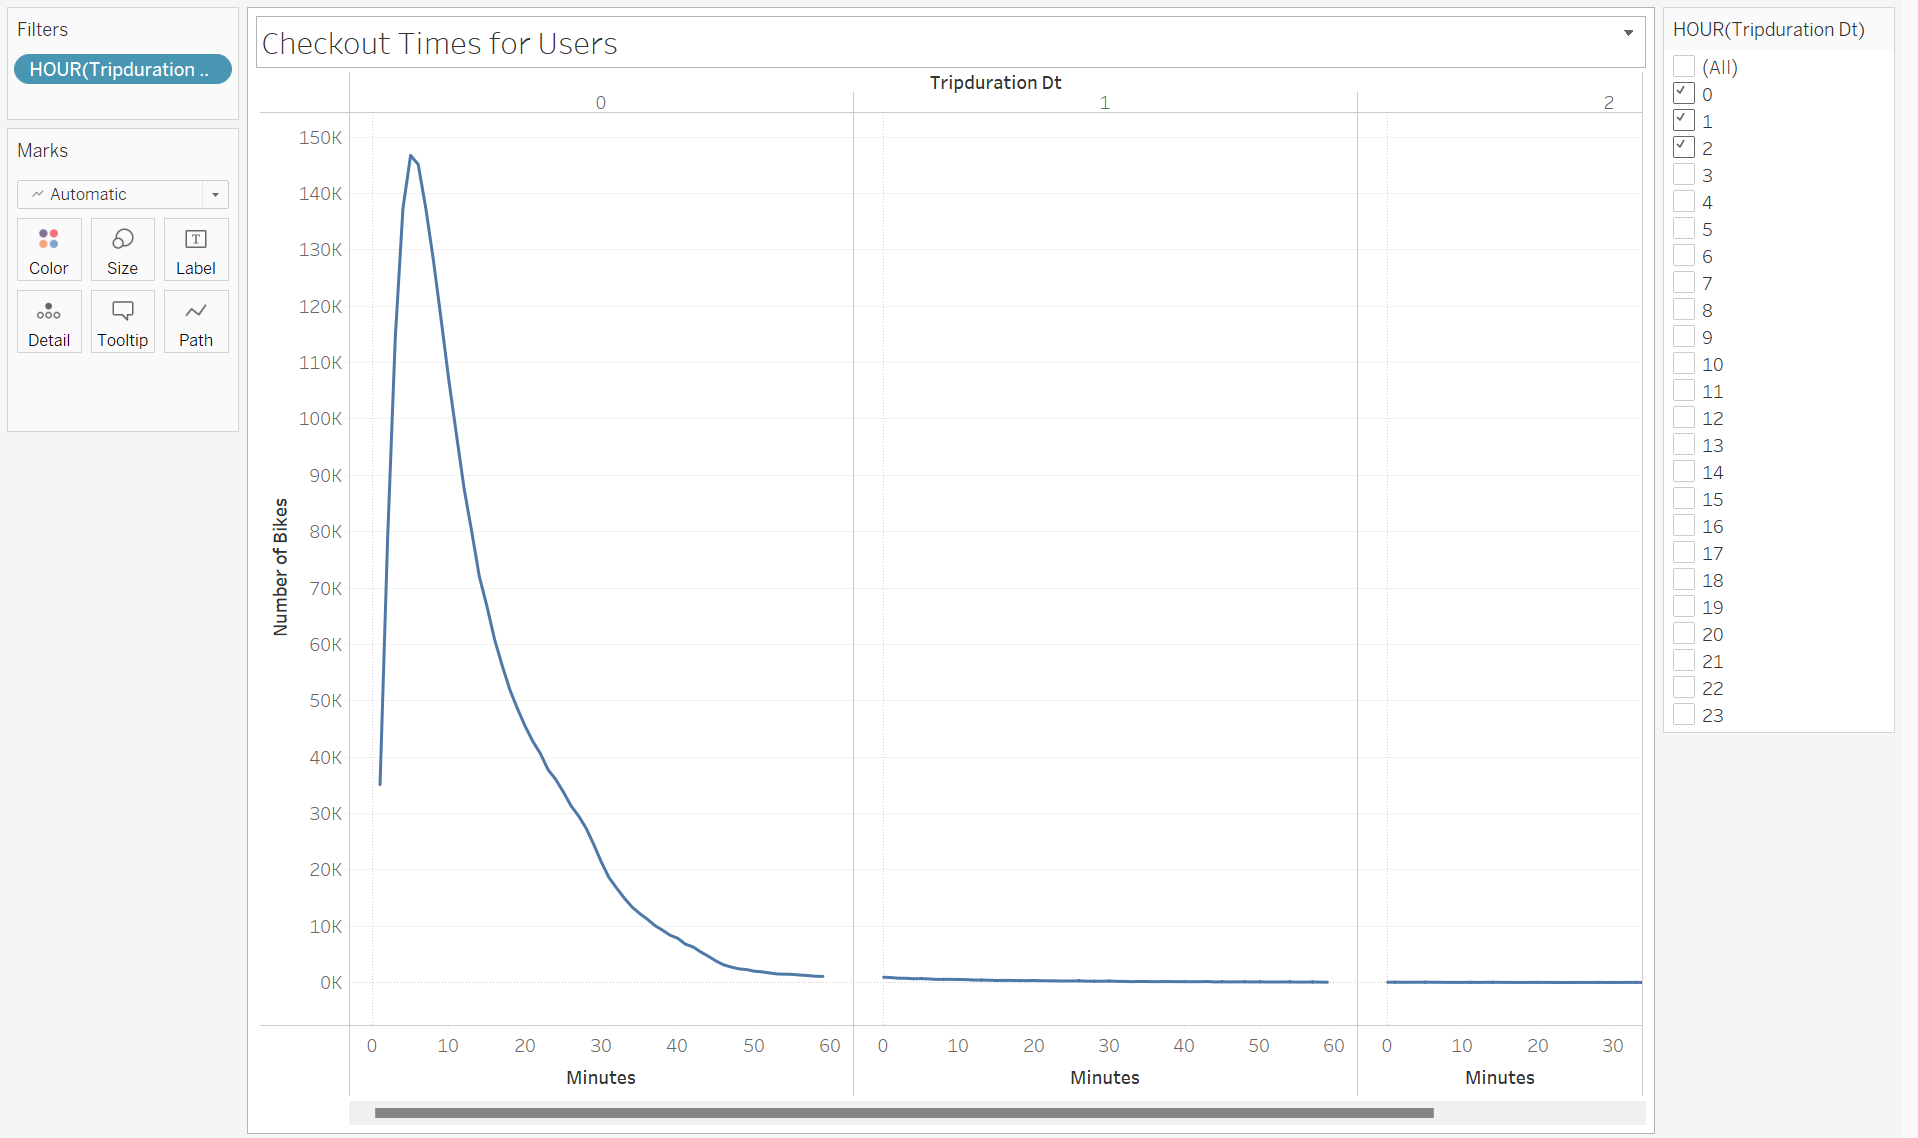 Filters
HOUR(Tripduration ..
Marks
Automatic
Color Size Label
Detail Tooltip Path
Checkout Times for Users
Tripduration Dt
0 1 2
Number of Bikes
150K
140K
130K
120K
110K
100K
90K
80K
70K
60K
50K
40K
30K
20K
10K
0K
0 10 20 30 40 50 60 0 10 20 30 40 50 60 0 10 20 30
Minutes Minutes Minutes
HOUR(Tripduration Dt)
(All)
0
1
2
3
4
5
6
7
8
9
10
11
12
13
14
15
16
17
18
19
20
21
22
23